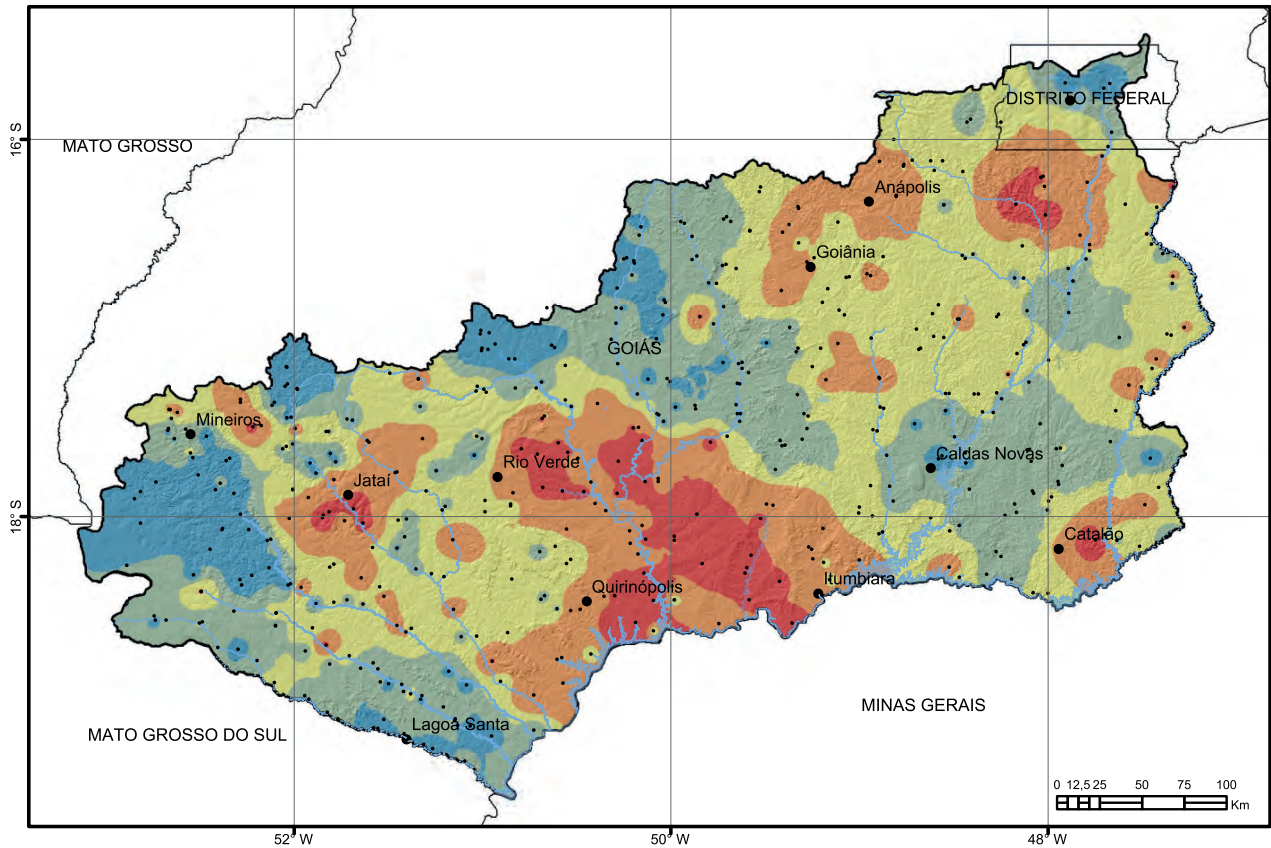 DISTRITO FEDERAL
16° S
MATO GROSSO
Anápolis
Goiânia
GOIÁS
Mineiros
Caldas Novas
Rio Verde
Jataí
18° S
Catalão
Itumbiara
Quirinópolis
MINAS GERAIS
Lagoa Santa
MATO GROSSO DO SUL
0 12,5 25 50 75 100
Km
52° W
50° W
48° W